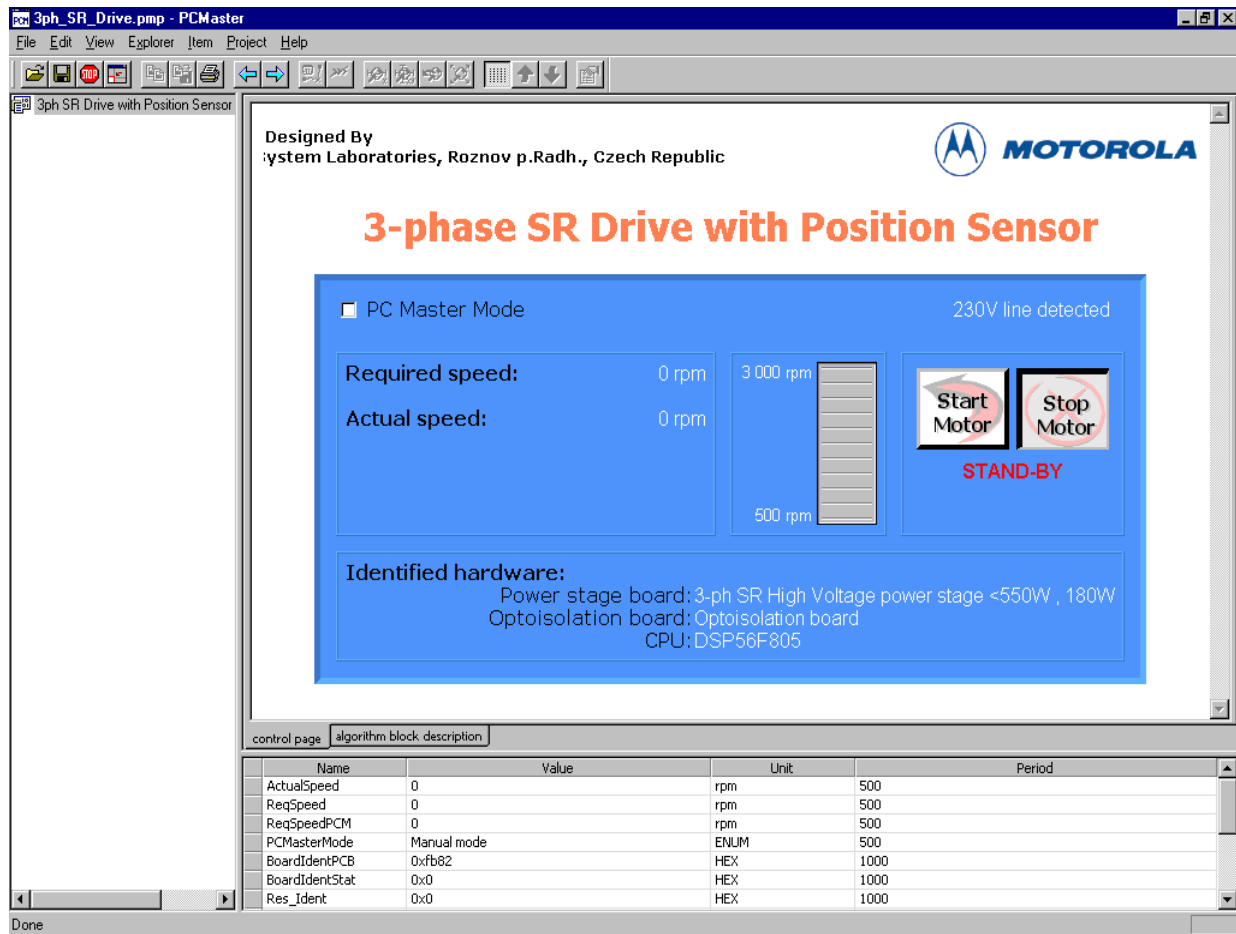 3ph_SR_Drive.pmp - PCMaster
File Edit View Explorer Item Project Help
3ph SR Drive with Position Sensor
Designed By
ystem Laboratories, Roznov p.Radh., Czech Republic
MOTOROLA
3-phase SR Drive with Position Sensor
PC Master Mode
230V line detected
Required speed: 0 rpm
Actual speed: 0 rpm
3 000 rpm
500 rpm
Start Motor
Stop Motor
STAND-BY
Identified hardware:
Power stage board: 3-ph SR High Voltage power stage <550W , 180W
Optoisolation board: Optoisolation board
CPU: DSP56F805
control page algorithm block description
Name Value Unit Period
ActualSpeed 0 rpm 500
ReqSpeed 0 rpm 500
ReqSpeedPCM 0 rpm 500
PCMasterMode Manual mode ENUM 500
BoardIdentPCB 0xfb82 HEX 1000
BoardIdentStat 0x0 HEX 1000
Res_Ident 0x0 HEX 1000
Done